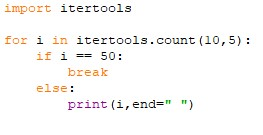 import itertools

for i in itertools.count(10,5):
    if i == 50:
        break
    else:
        print(i,end=" ")